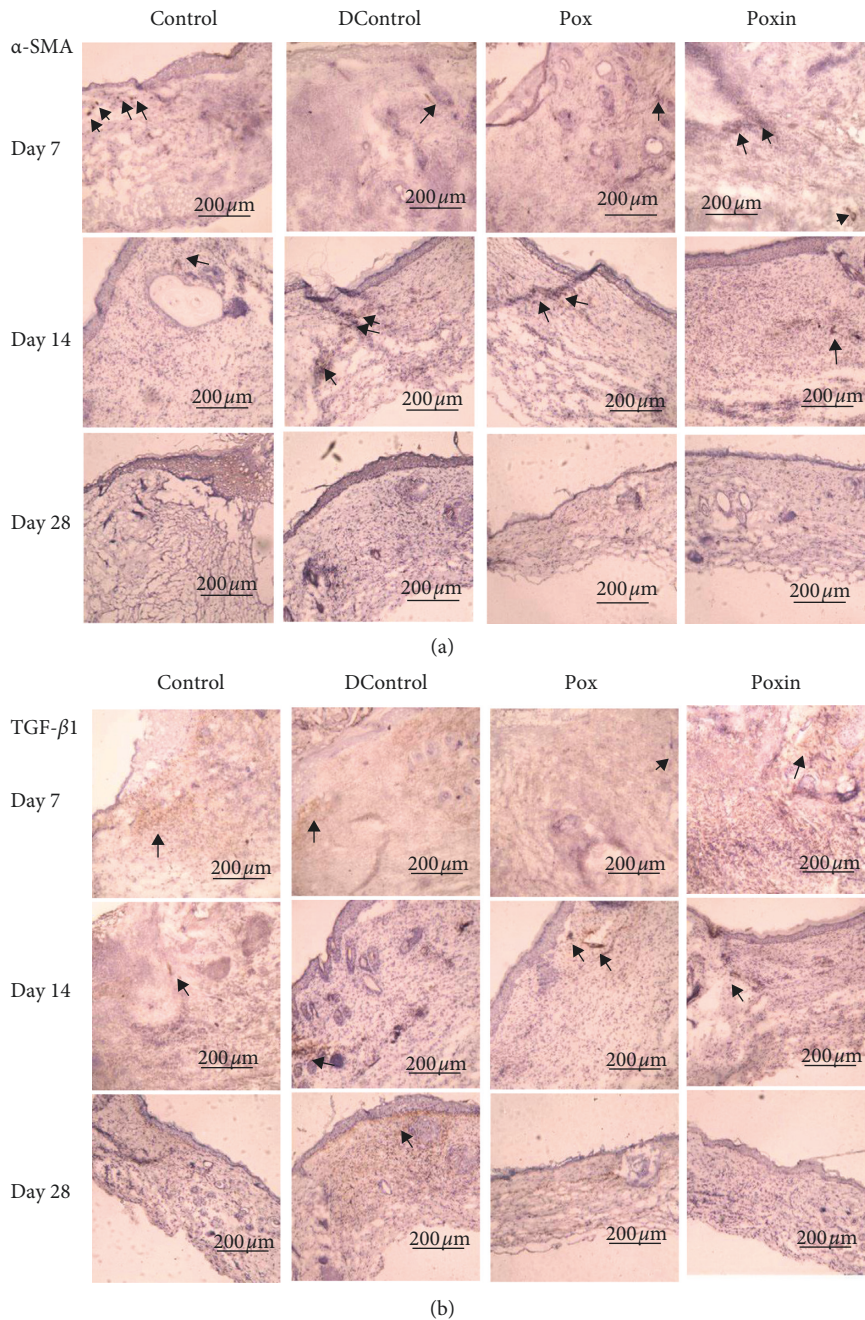 Control DControl Pox Poxin
α-SMA
Day 7
200 µm 200 µm 200 µm 200 µm
Day 14
200 µm 200 µm 200 µm 200 µm
Day 28
200 µm 200 µm 200 µm 200 µm
(a)
Control DControl Pox Poxin
TGF-β1
Day 7
200 µm 200 µm 200 µm 200 µm
Day 14
200 µm 200 µm 200 µm 200 µm
Day 28
200 µm 200 µm 200 µm 200 µm
(b)